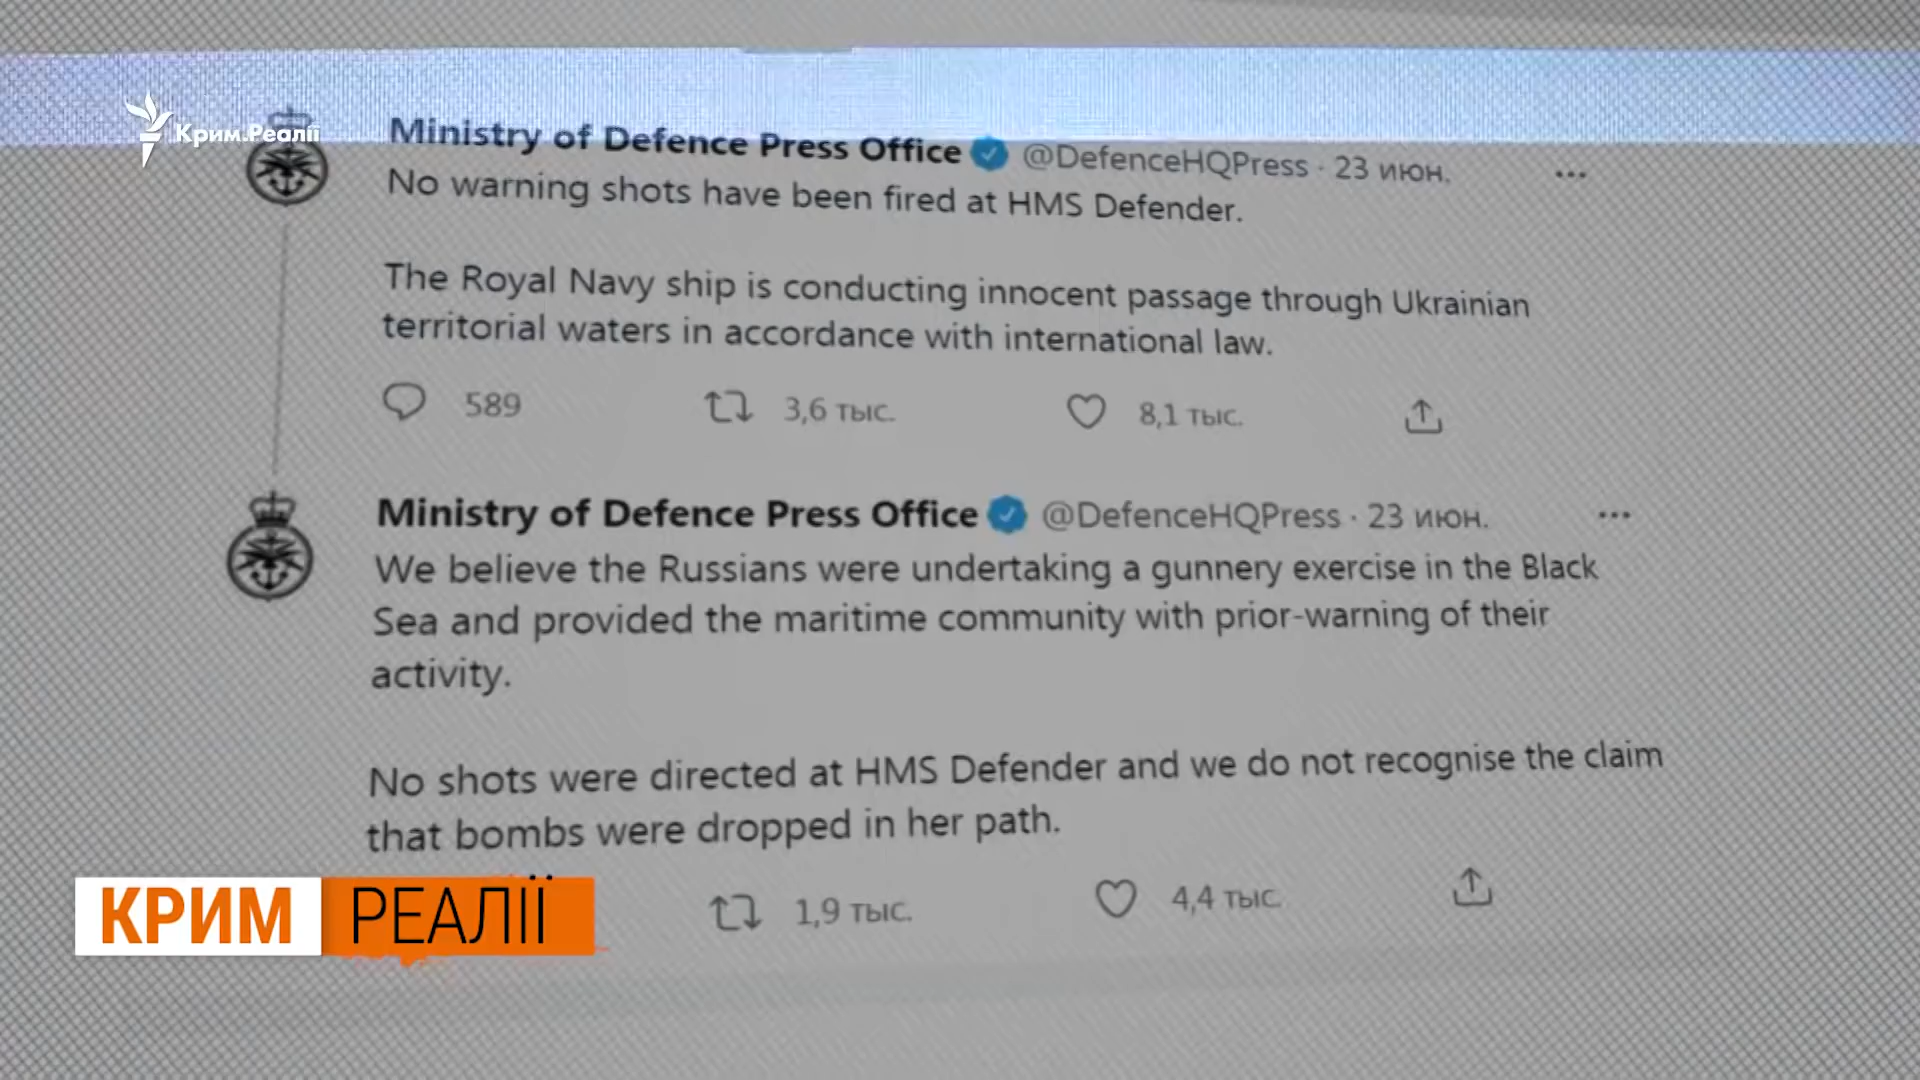 Крим.Реалії
Ministry of Defence Press Office @DefenceHQPress · 23 июн.
No warning shots have been fired at HMS Defender.
The Royal Navy ship is conducting innocent passage through Ukrainian
territorial waters in accordance with international law.
589 3,6 тыс. 8,1 тыс.
Ministry of Defence Press Office @DefenceHQPress · 23 июн.
We believe the Russians were undertaking a gunnery exercise in the Black
Sea and provided the maritime community with prior-warning of their
activity.
No shots were directed at HMS Defender and we do not recognise the claim
that bombs were dropped in her path.
1,9 тыс. 4,4 тыс.
КРИМ РЕАЛІЇ